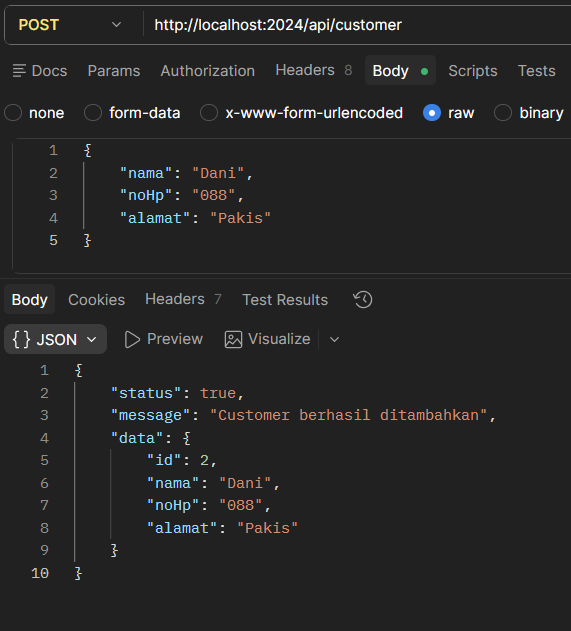 POST http://localhost:2024/api/customer
Docs Params Authorization Headers 8 Body Scripts Tests
none form-data x-www-form-urlencoded raw binary
1 {
2 "nama": "Dani",
3 "noHp": "088",
4 "alamat": "Pakis"
5 }
Body Cookies Headers 7 Test Results
{} JSON Preview Visualize
1 {
2 "status": true,
3 "message": "Customer berhasil ditambahkan",
4 "data": {
5 "id": 2,
6 "nama": "Dani",
7 "noHp": "088",
8 "alamat": "Pakis"
9 }
10 }